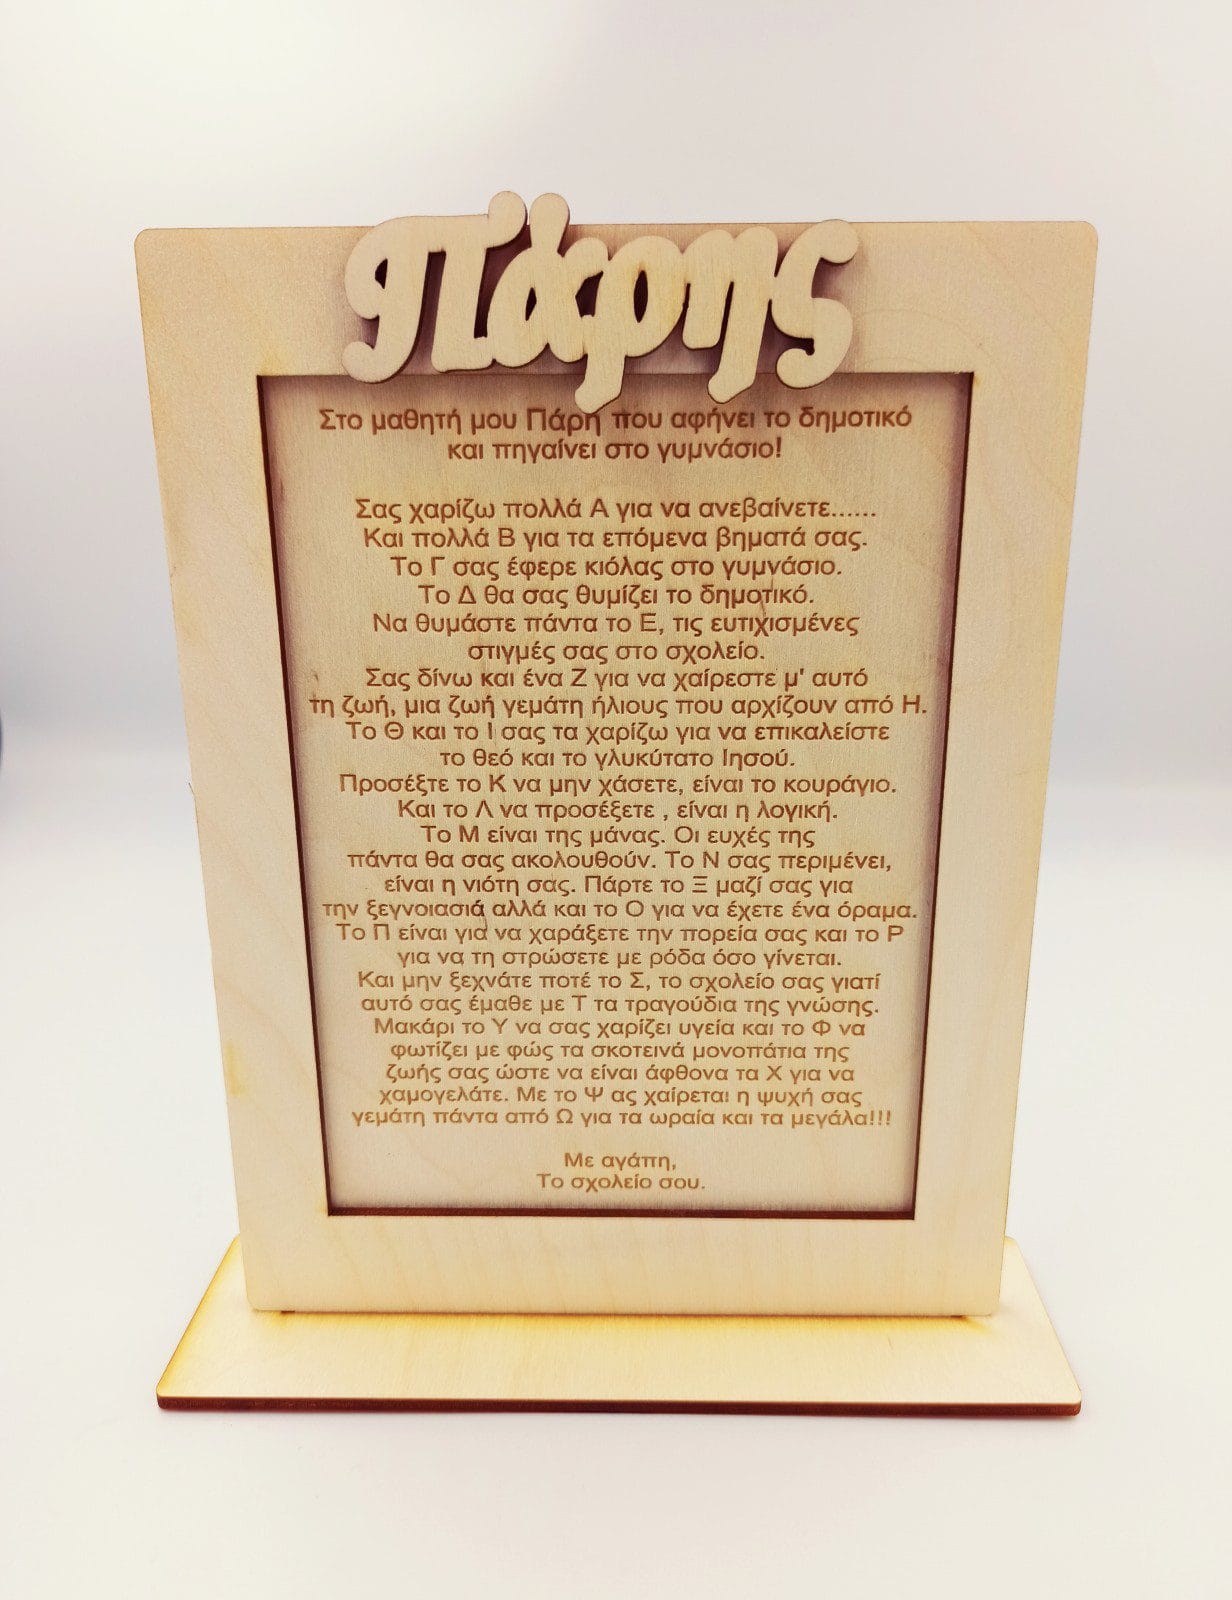 Πάρης
Στο μαθητή μου Πάρη που αφήνει το δημοτικό
και πηγαίνει στο γυμνάσιο!
Σας χαρίζω πολλά Α για να ανεβαίνετε......
Και πολλά Β για τα επόμενα βηματά σας.
Το Γ σας έφερε κιόλας στο γυμνάσιο.
Το Δ θα σας θυμίζει το δημοτικό.
Να θυμάστε πάντα το Ε, τις ευτιχισμένες
στιγμές σας στο σχολείο.
Σας δίνω και ένα Ζ για να χαίρεστε μ' αυτό
τη ζωή, μια ζωή γεμάτη ήλιους που αρχίζουν από Η.
Το Θ και το Ι σας τα χαρίζω για να επικαλείστε
το θεό και το γλυκύτατο Ιησού.
Προσέξτε το Κ να μην χάσετε, είναι το κουράγιο.
Και το Λ να προσέξετε , είναι η λογική.
Το Μ είναι της μάνας. Οι ευχές της
πάντα θα σας ακολουθούν. Το Ν σας περιμένει,
είναι η νιότη σας. Πάρτε το Ξ μαζί σας για
την ξεγνοιασιά αλλά και το Ο για να έχετε ένα όραμα.
Το Π είναι για να χαράξετε την πορεία σας και το Ρ
για να τη στρώσετε με ρόδα όσο γίνεται.
Και μην ξεχνάτε ποτέ το Σ, το σχολείο σας γιατί
αυτό σας έμαθε με Τ τα τραγούδια της γνώσης.
Μακάρι το Υ να σας χαρίζει υγεία και το Φ να
φωτίζει με φώς τα σκοτεινά μονοπάτια της
ζωής σας ώστε να είναι άφθονα τα Χ για να
χαμογελάτε. Με το Ψ ας χαίρεται η ψυχή σας
γεμάτη πάντα από Ω για τα ωραία και τα μεγάλα!!!
Με αγάπη,
Το σχολείο σου.